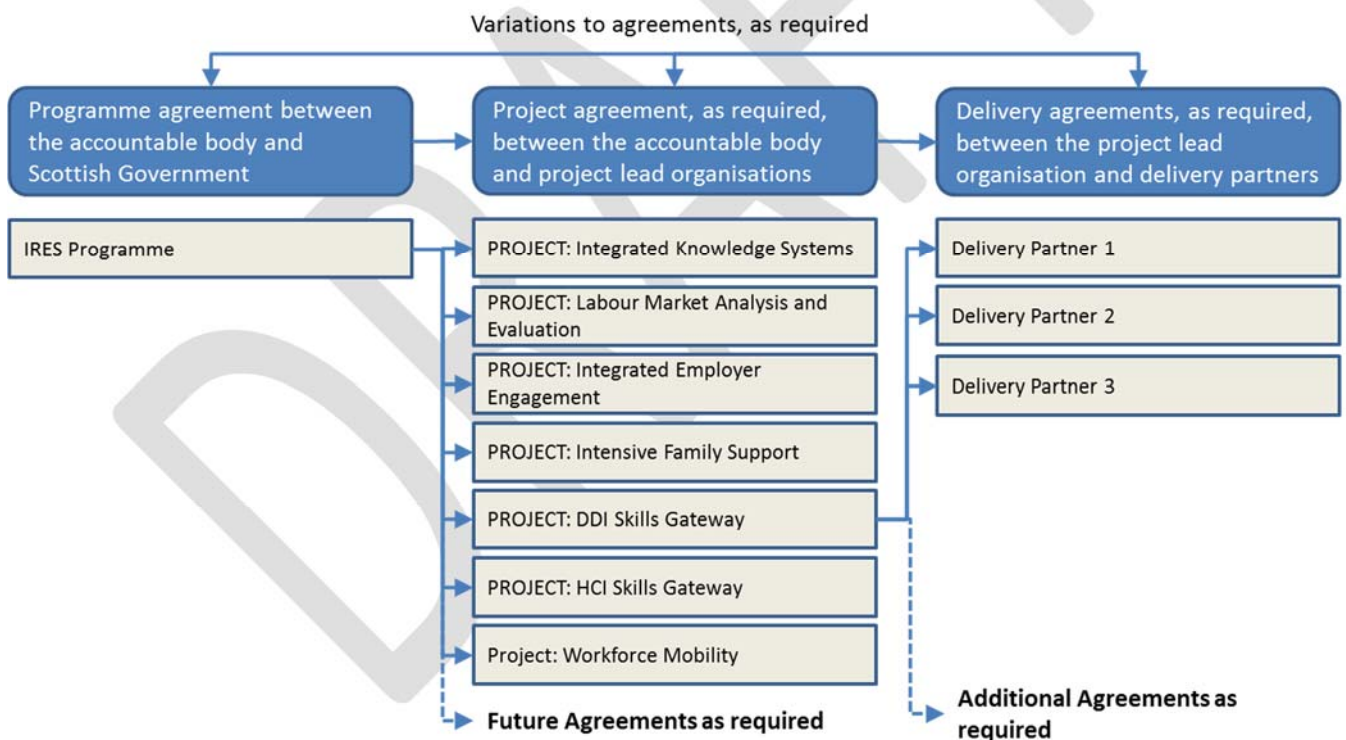 Variations to agreements, as required
Programme agreement between
the accountable body and
Scottish Government
Project agreement, as required,
between the accountable body
and project lead organisations
Delivery agreements, as required,
between the project lead
organisation and delivery partners
IRES Programme
PROJECT: Integrated Knowledge Systems
PROJECT: Labour Market Analysis and
Evaluation
PROJECT: Integrated Employer
Engagement
PROJECT: Intensive Family Support
PROJECT: DDI Skills Gateway
PROJECT: HCI Skills Gateway
Project: Workforce Mobility
Future Agreements as required
Delivery Partner 1
Delivery Partner 2
Delivery Partner 3
Additional Agreements as
required
DRAFT